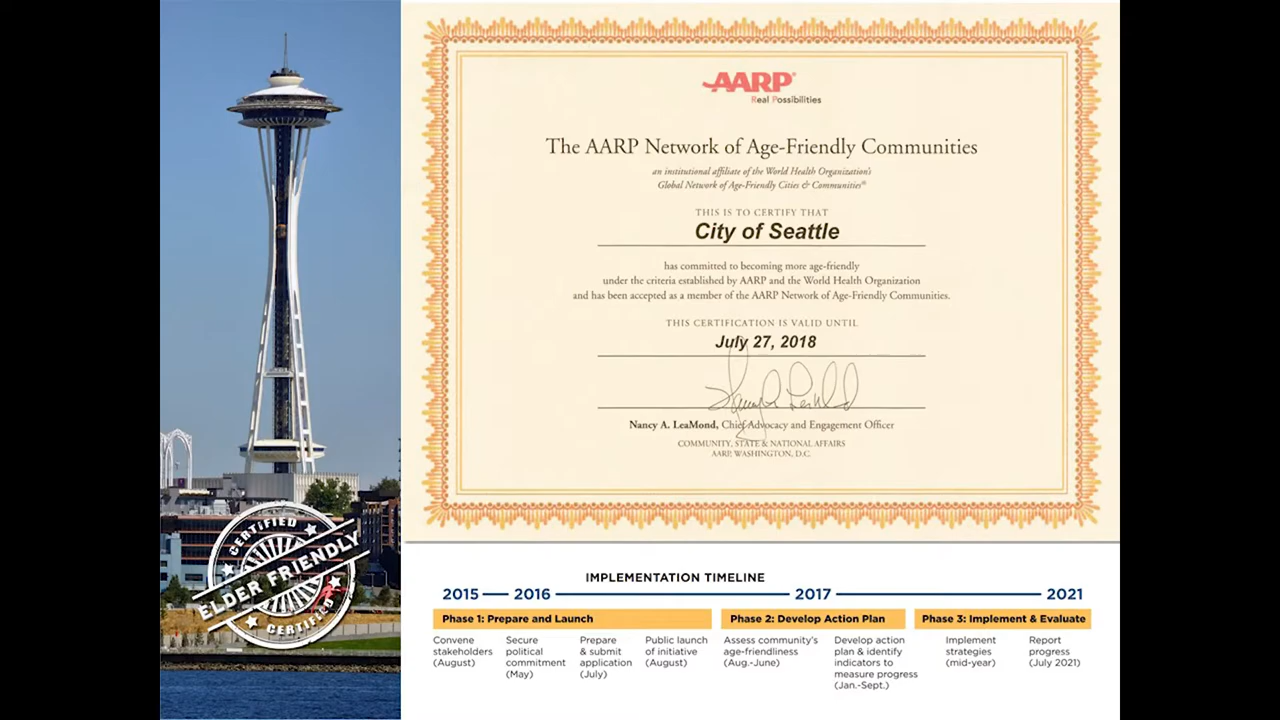 AARP®
Real Possibilities
The AARP Network of Age-Friendly Communities
an institutional affiliate of the World Health Organization's
Global Network of Age-Friendly Cities & Communities®
THIS IS TO CERTIFY THAT
City of Seattle
has committed to becoming more age-friendly
under the criteria established by AARP and the World Health Organization
and has been accepted as a member of the AARP Network of Age-Friendly Communities.
THIS CERTIFICATION IS VALID UNTIL
July 27, 2018
Nancy A. LeaMond, Chief Advocacy and Engagement Officer
COMMUNITY, STATE & NATIONAL AFFAIRS
AARP, WASHINGTON, D.C.
CERTIFIED
ELDER FRIENDLY
CERTIFIED
IMPLEMENTATION TIMELINE
2015 2016 2017 2021
Phase 1: Prepare and Launch
Convene
stakeholders
(August)
Secure
political
commitment
(May)
Prepare
& submit
application
(July)
Public launch
of initiative
(August)
Phase 2: Develop Action Plan
Assess community's
age-friendliness
(Aug.-June)
Develop action
plan & identify
indicators to
measure progress
(Jan.-Sept.)
Phase 3: Implement & Evaluate
Implement
strategies
(mid-year)
Report
progress
(July 2021)